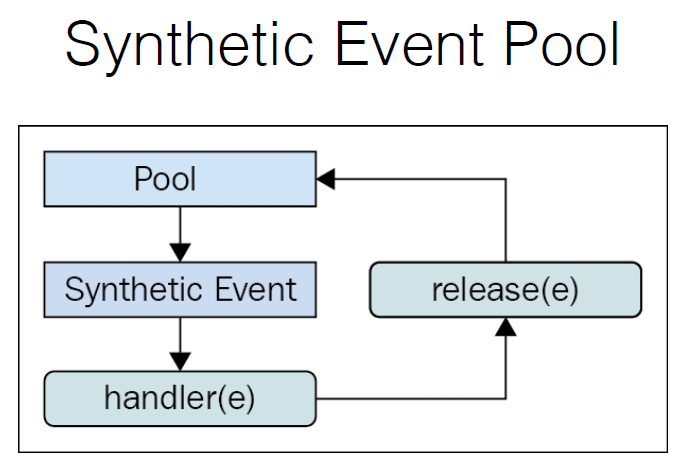 Synthetic Event Pool
Pool
Synthetic Event
release(e)
handler(e)